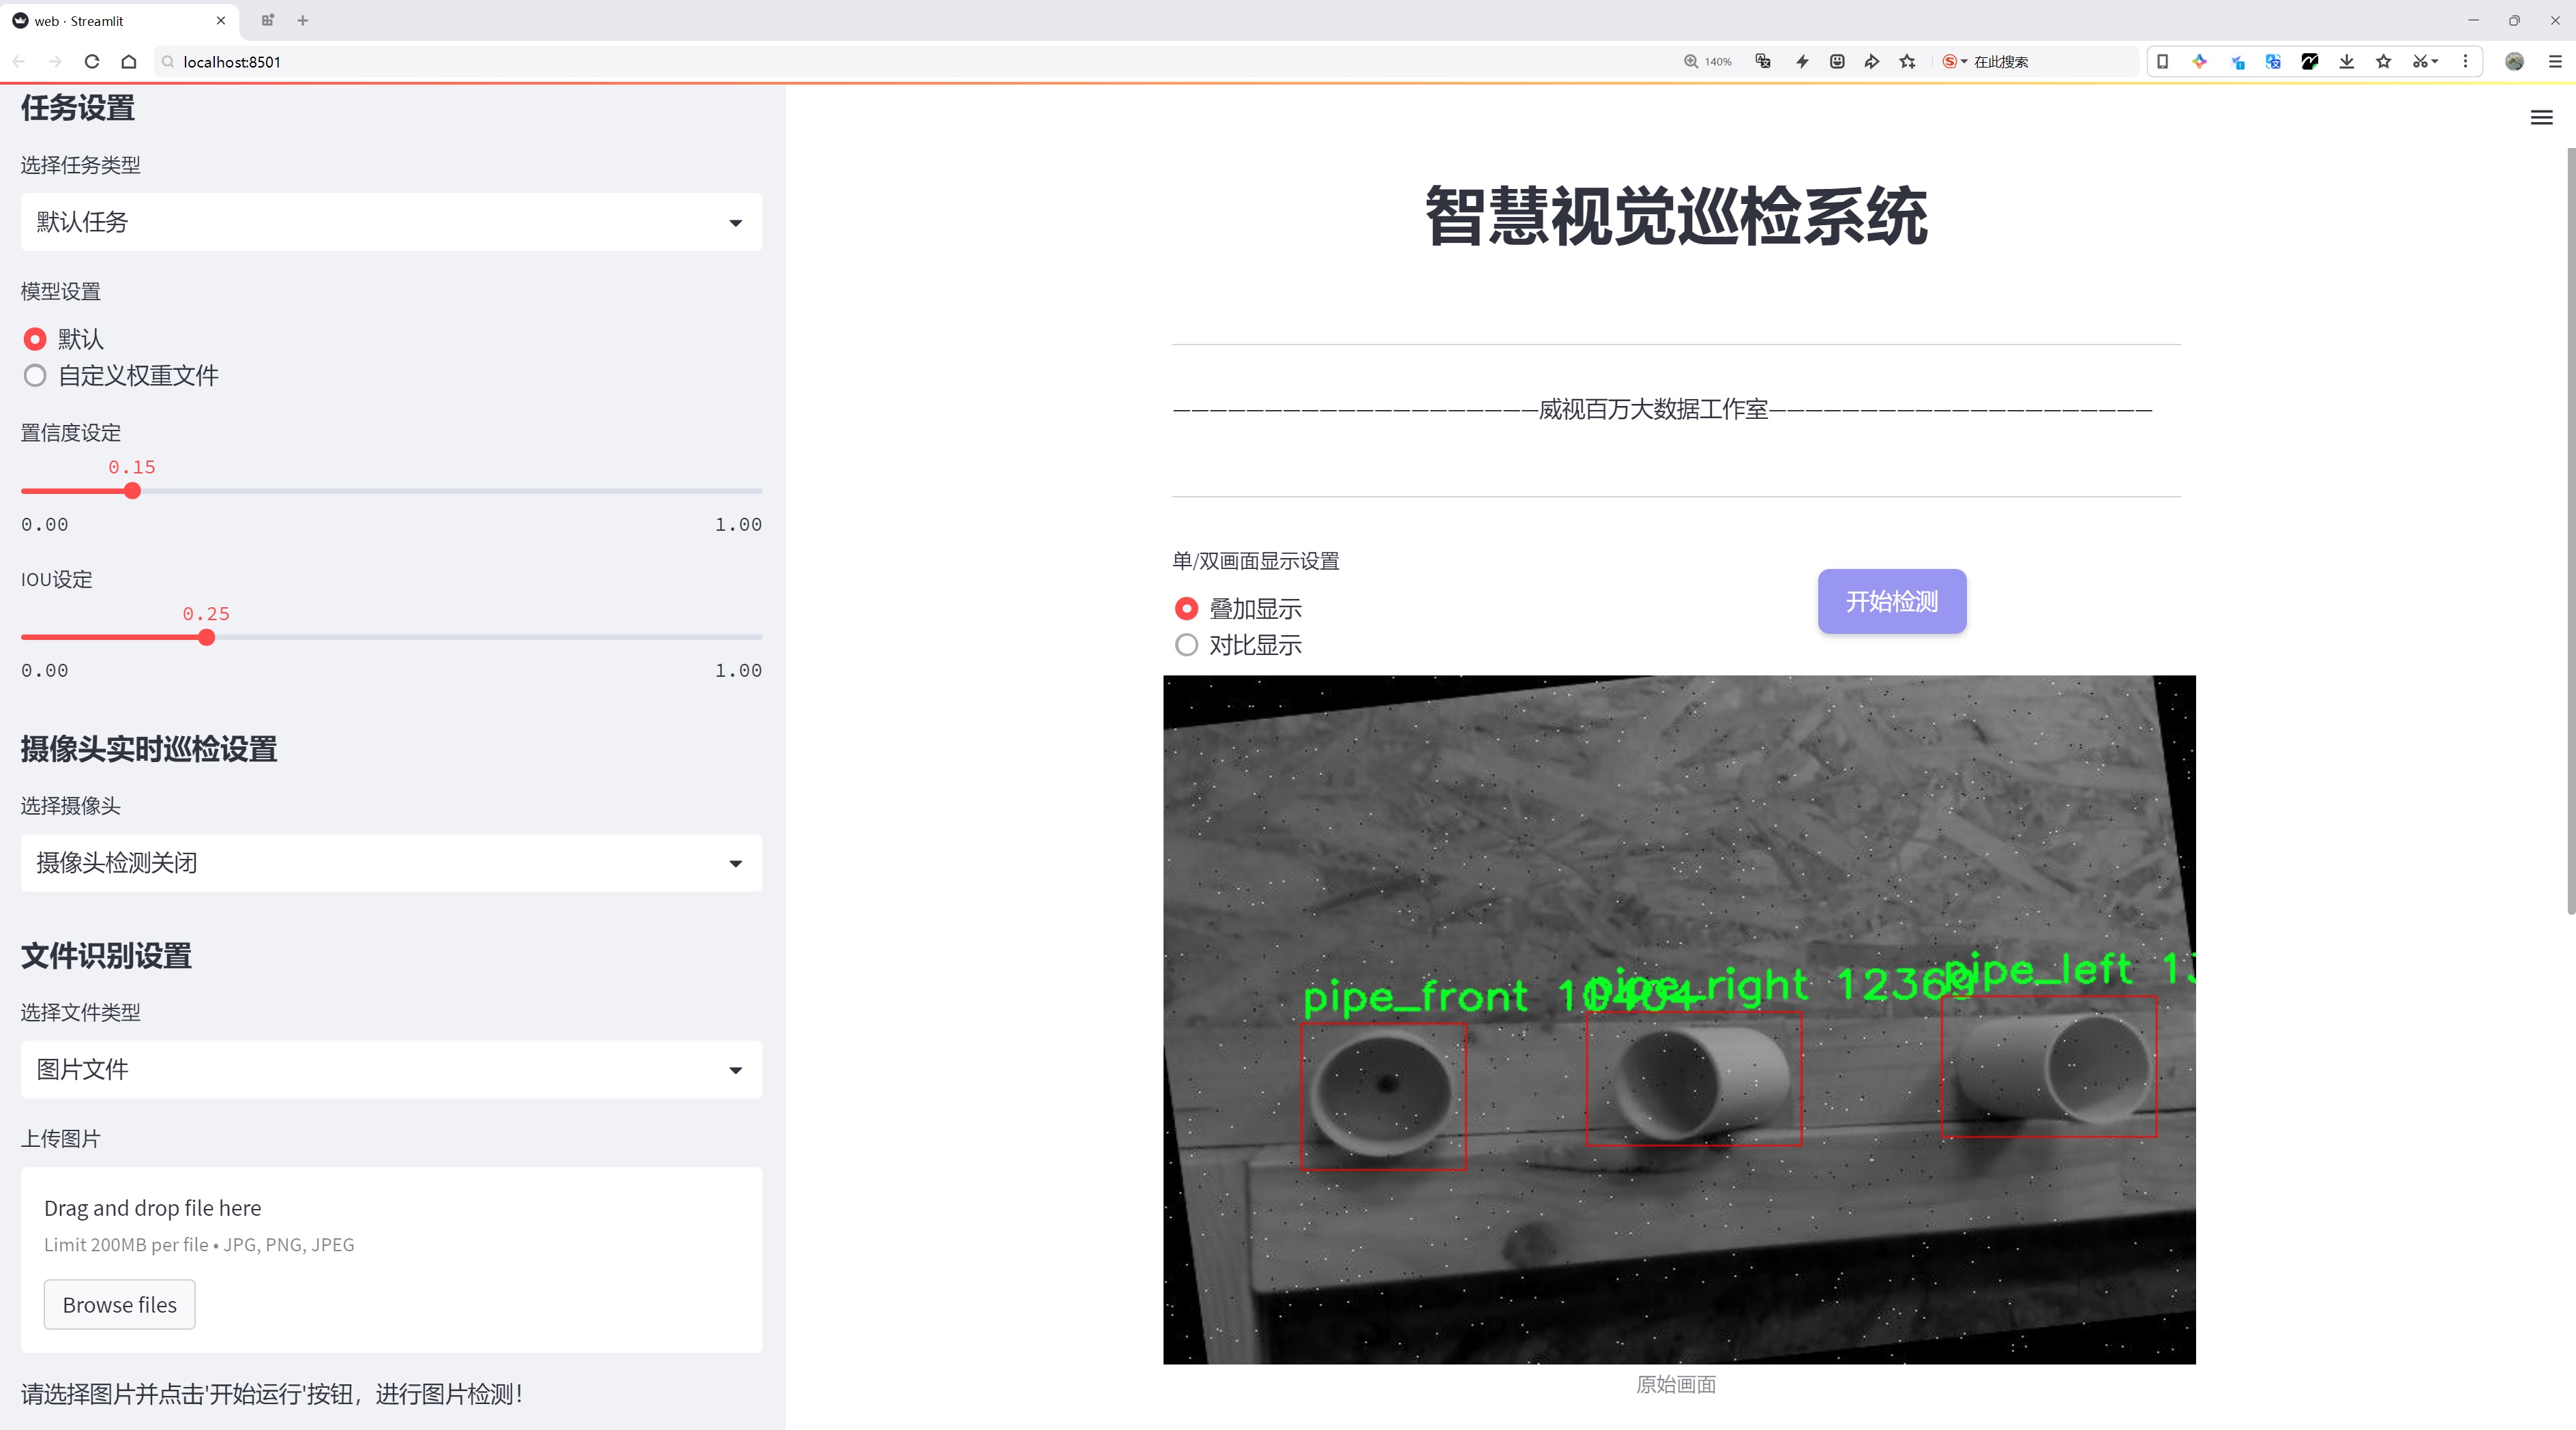 web · Streamlit
localhost:8501
140%
在此搜索
任务设置
选择任务类型
默认任务
模型设置
默认
自定义权重文件
置信度设定
0.15
0.00 1.00
IOU设定
0.25
0.00 1.00
摄像头实时巡检设置
选择摄像头
摄像头检测关闭
文件识别设置
选择文件类型
图片文件
上传图片
Drag and drop file here
Limit 200MB per file • JPG, PNG, JPEG
Browse files
请选择图片并点击'开始运行'按钮，进行图片检测！
智慧视觉巡检系统
—————————————————————威视百万大数据工作室——————————————————————
单/双画面显示设置
叠加显示
对比显示
开始检测
pipe_front 10404
pipe_right 12369
pipe_left
原始画面